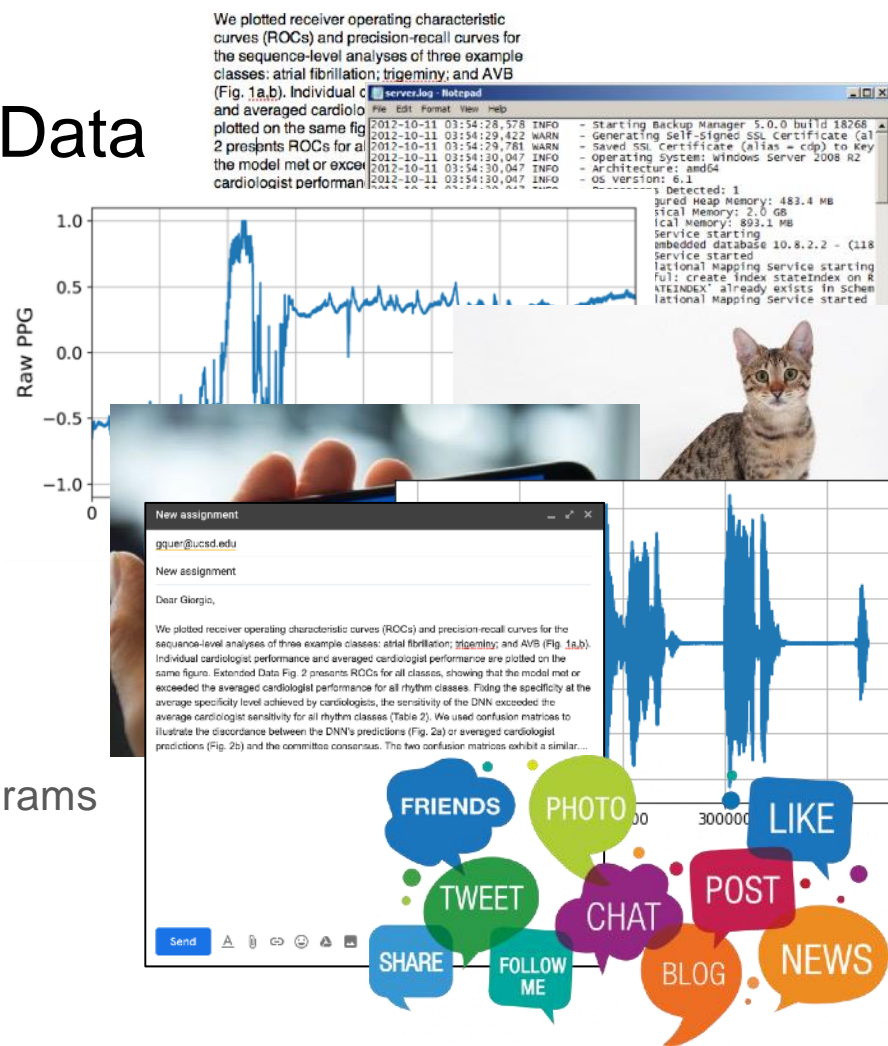 We plotted receiver operating characteristic
curves (ROCs) and precision-recall curves for
the sequence-level analyses of three example
classes: atrial fibrillation; trigeminy; and AVB
(Fig. 1a,b). Individual
and averaged
plotted on the same
2 presents ROCs for
the model met or
cardiologist
Data
server.log - Notepad
File Edit Format View Help
2012-10-11 03:54:28,578 INFO - Starting Backup Manager 5.0.0 build 18268
2012-10-11 03:54:29,422 WARN - Generating Self-Signed SSL Certificate (al
2012-10-11 03:54:29,781 WARN - Saved SSL Certificate (alias = cdp) to Key
2012-10-11 03:54:30,047 INFO - Operating System: Windows Server 2008 R2
2012-10-11 03:54:30,047 INFO - Architecture: amd64
2012-10-11 03:54:30,047 INFO - OS Version: 6.1
2012-10-11 03:54:30,047 INFO - Processors Detected: 1
gured Heap Memory: 483.4 MB
sical Memory: 2.0 GB
ical Memory: 893.1 MB
Service starting
embedded database 10.8.2.2 - (118
Service started
lational Mapping Service starting
ful: create index stateIndex on R
ATEINDEX' already exists in Schem
lational Mapping Service started
1.0
0.5
0.0
−0.5
−1.0
Raw PPG
0
New assignment
gquer@ucsd.edu
New assignment
Dear Giorgio,
We plotted receiver operating characteristic curves (ROCs) and precision-recall curves for the
sequence-level analyses of three example classes: atrial fibrillation; trigeminy; and AVB (Fig. 1a,b).
Individual cardiologist performance and averaged cardiologist performance are plotted on the
same figure. Extended Data Fig. 2 presents ROCs for all classes, showing that the model met or
exceeded the averaged cardiologist performance for all rhythm classes. Fixing the specificity at the
average specificity level achieved by cardiologists, the sensitivity of the DNN exceeded the
average cardiologist sensitivity for all rhythm classes (Table 2). We used confusion matrices to
illustrate the discordance between the DNN's predictions (Fig. 2a) or averaged cardiologist
predictions (Fig. 2b) and the committee consensus. The two confusion matrices exhibit a similar....
Send
rams
00
300000
FRIENDS
PHOTO
LIKE
TWEET
CHAT
POST
SHARE
FOLLOW
ME
BLOG
NEWS